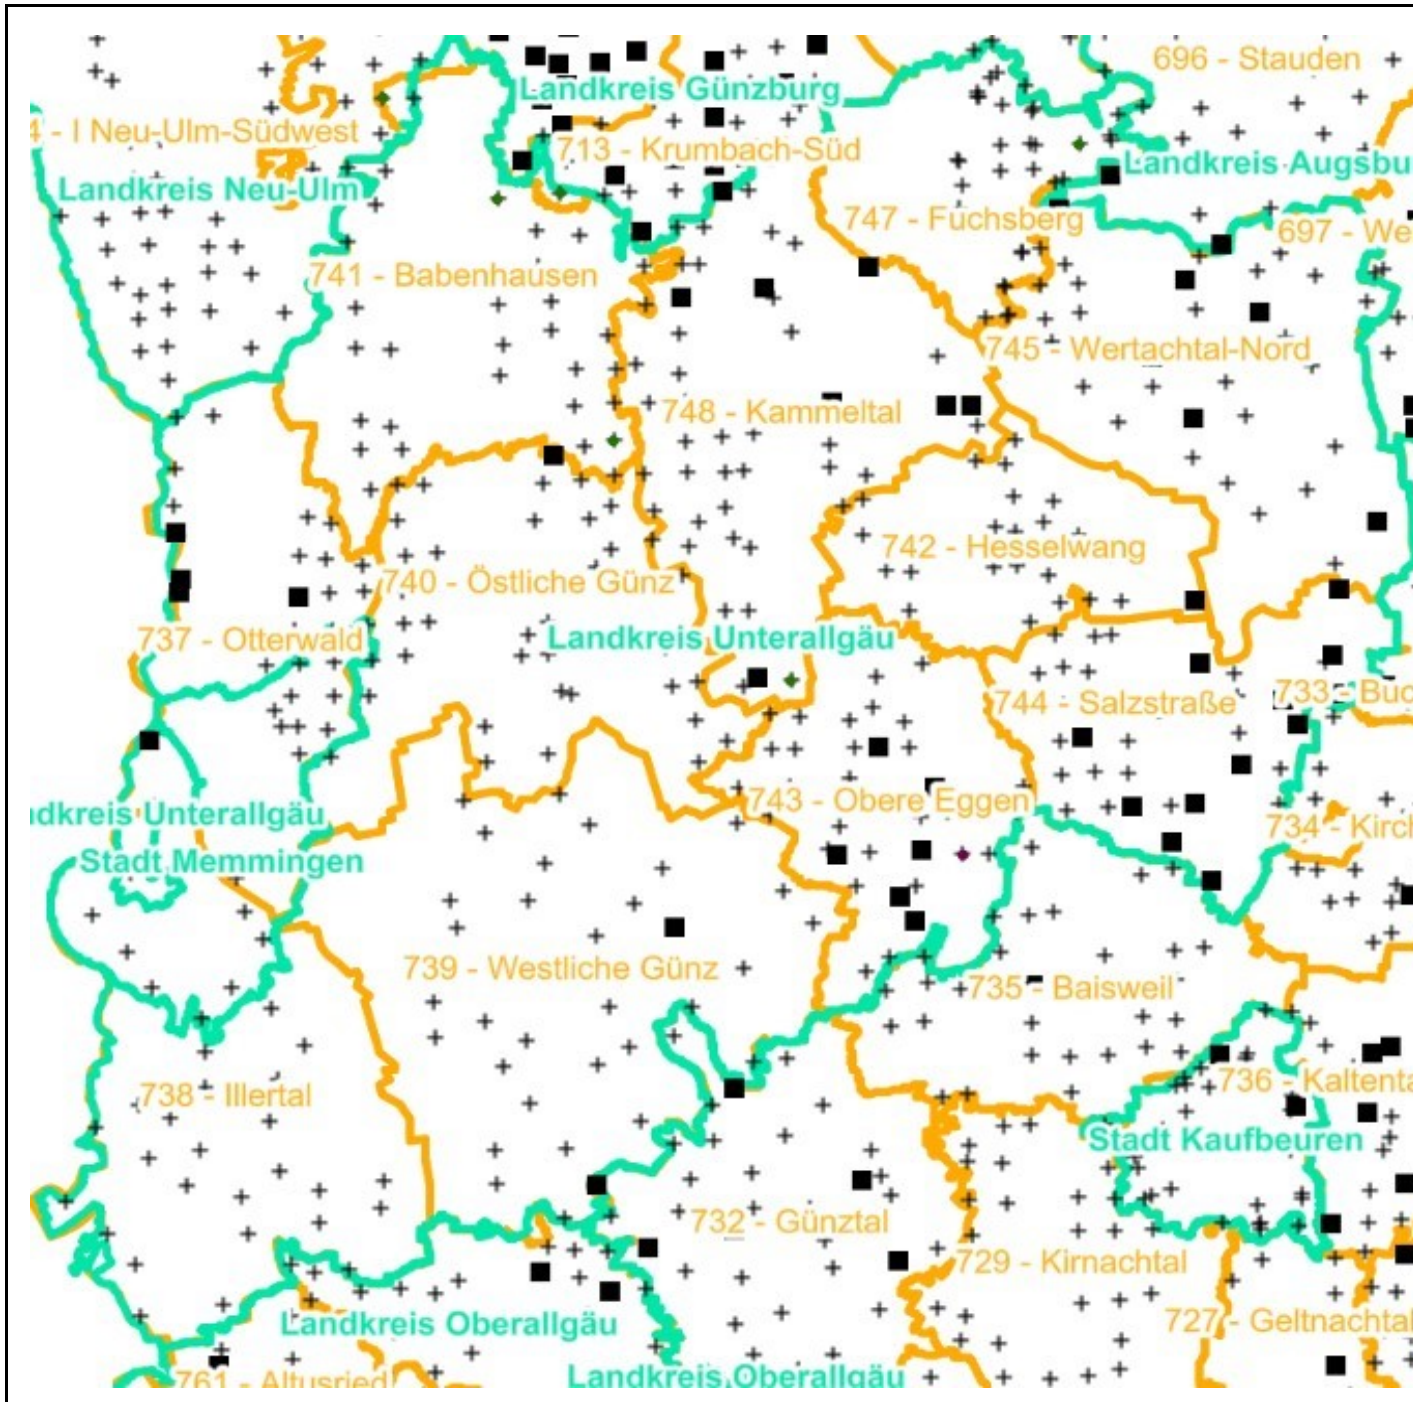 696 - Stauden
Landkreis Günzburg
4 - I Neu-Ulm-Südwest
713 - Krumbach-Süd
Landkreis Augsbu
Landkreis Neu-Ulm
747 - Fuchsberg
697 - We
741 - Babenhausen
745 - Wertachtal-Nord
748 - Kammeltal
742 - Hesselwang
740 - Östliche Günz
737 - Otterwald
Landkreis Unterallgäu
744 - Salzstraße
733 - Buc
743 - Obere Eggen
ndkreis Unterallgäu
734 - Kirch
Stadt Memmingen
739 - Westliche Günz
735 - Baisweil
738 - Illertal
736 - Kaltenta
Stadt Kaufbeuren
732 - Günztal
729 - Kirnachtal
Landkreis Oberallgäu
727 - Geltnachtal
761 - Altusried
Landkreis Oberallgäu